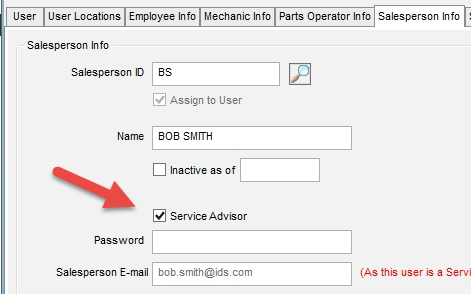 User User Locations Employee Info Mechanic Info Parts Operator Info Salesperson Info
Salesperson Info
Salesperson ID BS
Assign to User
Name BOB SMITH
Inactive as of
Service Advisor
Password
Salesperson E-mail bob.smith@ids.com (As this user is a Servi